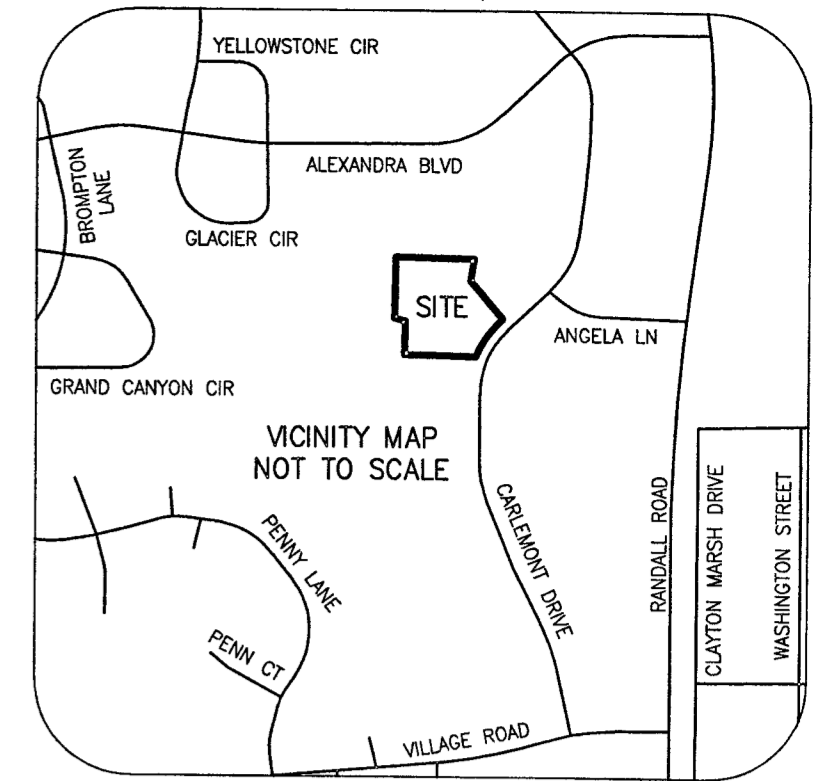 YELLOWSTONE CIR
ALEXANDRA BLVD
BROMPTON
LANE
GLACIER CIR
SITE
ANGELA LN
GRAND CANYON CIR
VICINITY MAP
NOT TO SCALE
PENNY LANE
CARLEMONT DRIVE
RANDALL ROAD
CLAYTON MARSH DRIVE
WASHINGTON STREET
PENN CT
VILLAGE ROAD